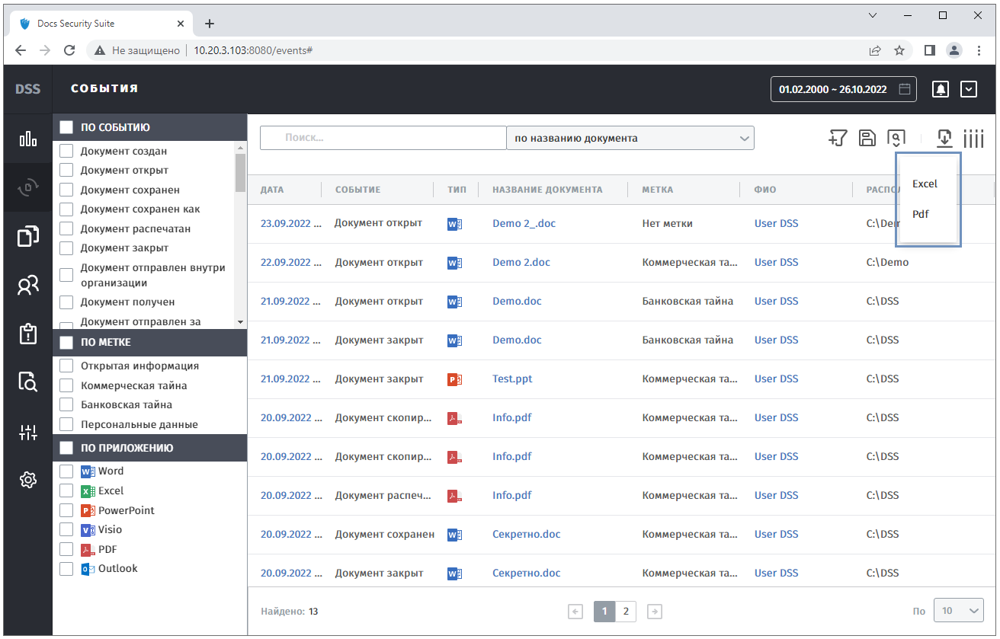 Docs Security Suite
Не защищено
10.20.3.103:8080/events#
DSS
СОБЫТИЯ
01.02.2000 ~ 26.10.2022
ПО СОБЫТИЮ
Документ создан
Документ открыт
Документ сохранен
Документ сохранен как
Документ распечатан
Документ закрыт
Документ отправлен внутри
организации
Документ получен
Документ отправлен за
ПО МЕТКЕ
Открытая информация
Коммерческая тайна
Банковская тайна
Персональные данные
ПО ПРИЛОЖЕНИЮ
Word
Excel
PowerPoint
Visio
PDF
Outlook
Поиск...
по названию документа
Excel
Pdf
ДАТА СОБЫТИЕ ТИП НАЗВАНИЕ ДОКУМЕНТА МЕТКА ФИО РАСПОЛ
23.09.2022 ... Документ открыт Demo 2_.doc Нет метки User DSS C:\Dem
22.09.2022 ... Документ открыт Demo 2.doc Коммерческая та... User DSS C:\Demo
21.09.2022 ... Документ открыт Demo.doc Банковская тайна User DSS C:\DSS
21.09.2022 ... Документ закрыт Demo.doc Банковская тайна User DSS C:\DSS
21.09.2022 ... Документ закрыт Test.ppt Коммерческая та... User DSS C:\DSS
20.09.2022 ... Документ скопир... Info.pdf Коммерческая та... User DSS C:\DSS
20.09.2022 ... Документ скопир... Info.pdf Коммерческая та... User DSS C:\DSS
20.09.2022 ... Документ распеч... Info.pdf Коммерческая та... User DSS C:\DSS
20.09.2022 ... Документ сохранен Секретно.doc Коммерческая та... User DSS C:\DSS
20.09.2022 ... Документ закрыт Секретно.doc Коммерческая та... User DSS C:\DSS
Найдено: 13
1 2
По 10